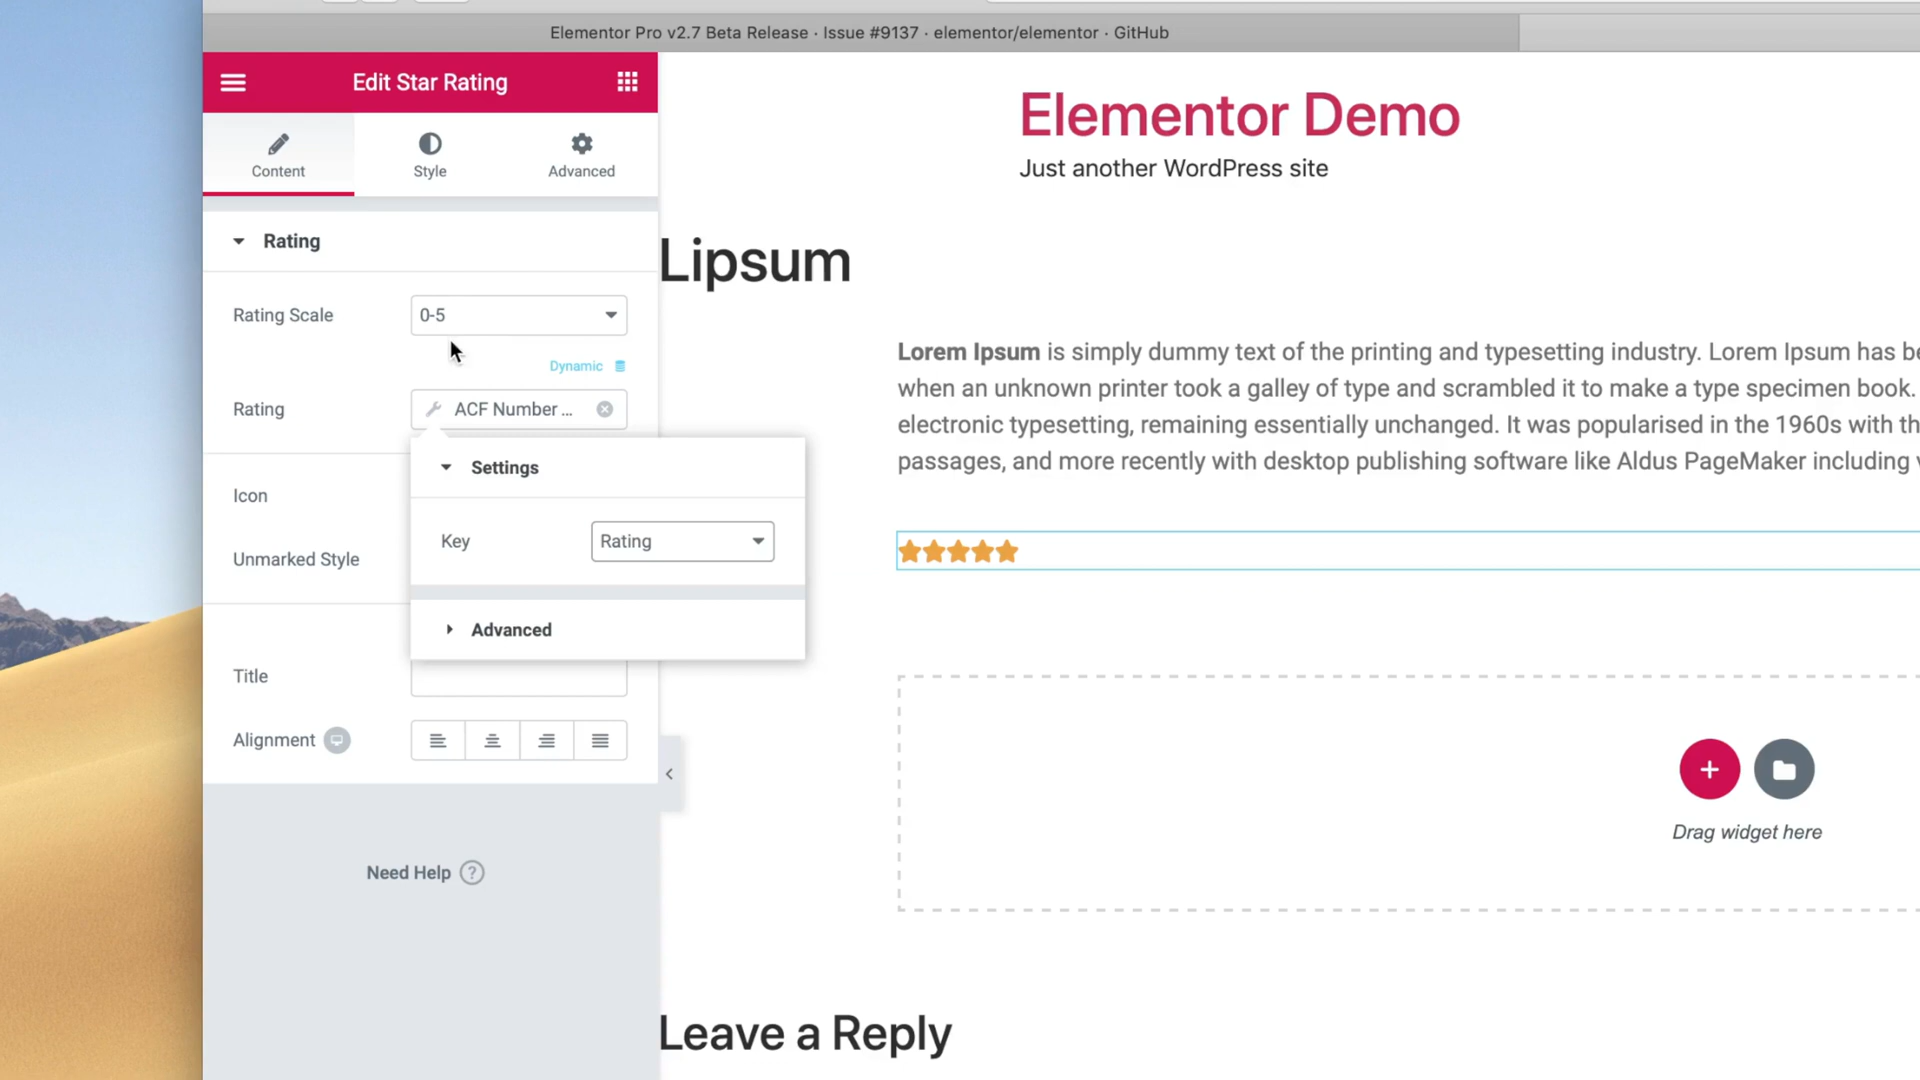 Elementor Pro v2.7 Beta Release · Issue #9137 · elementor/elementor · GitHub
Edit Star Rating
Content
Style
Advanced
Rating
Rating Scale
0-5
Dynamic
Rating
ACF Number ...
Settings
Icon
Key
Rating
Unmarked Style
Advanced
Title
Alignment
Need Help ?
Elementor Demo
Just another WordPress site
Lipsum
Lorem Ipsum is simply dummy text of the printing and typesetting industry. Lorem Ipsum has
when an unknown printer took a galley of type and scrambled it to make a type specimen book.
electronic typesetting, remaining essentially unchanged. It was popularised in the 1960s with
passages, and more recently with desktop publishing software like Aldus PageMaker including
Drag widget here
Leave a Reply